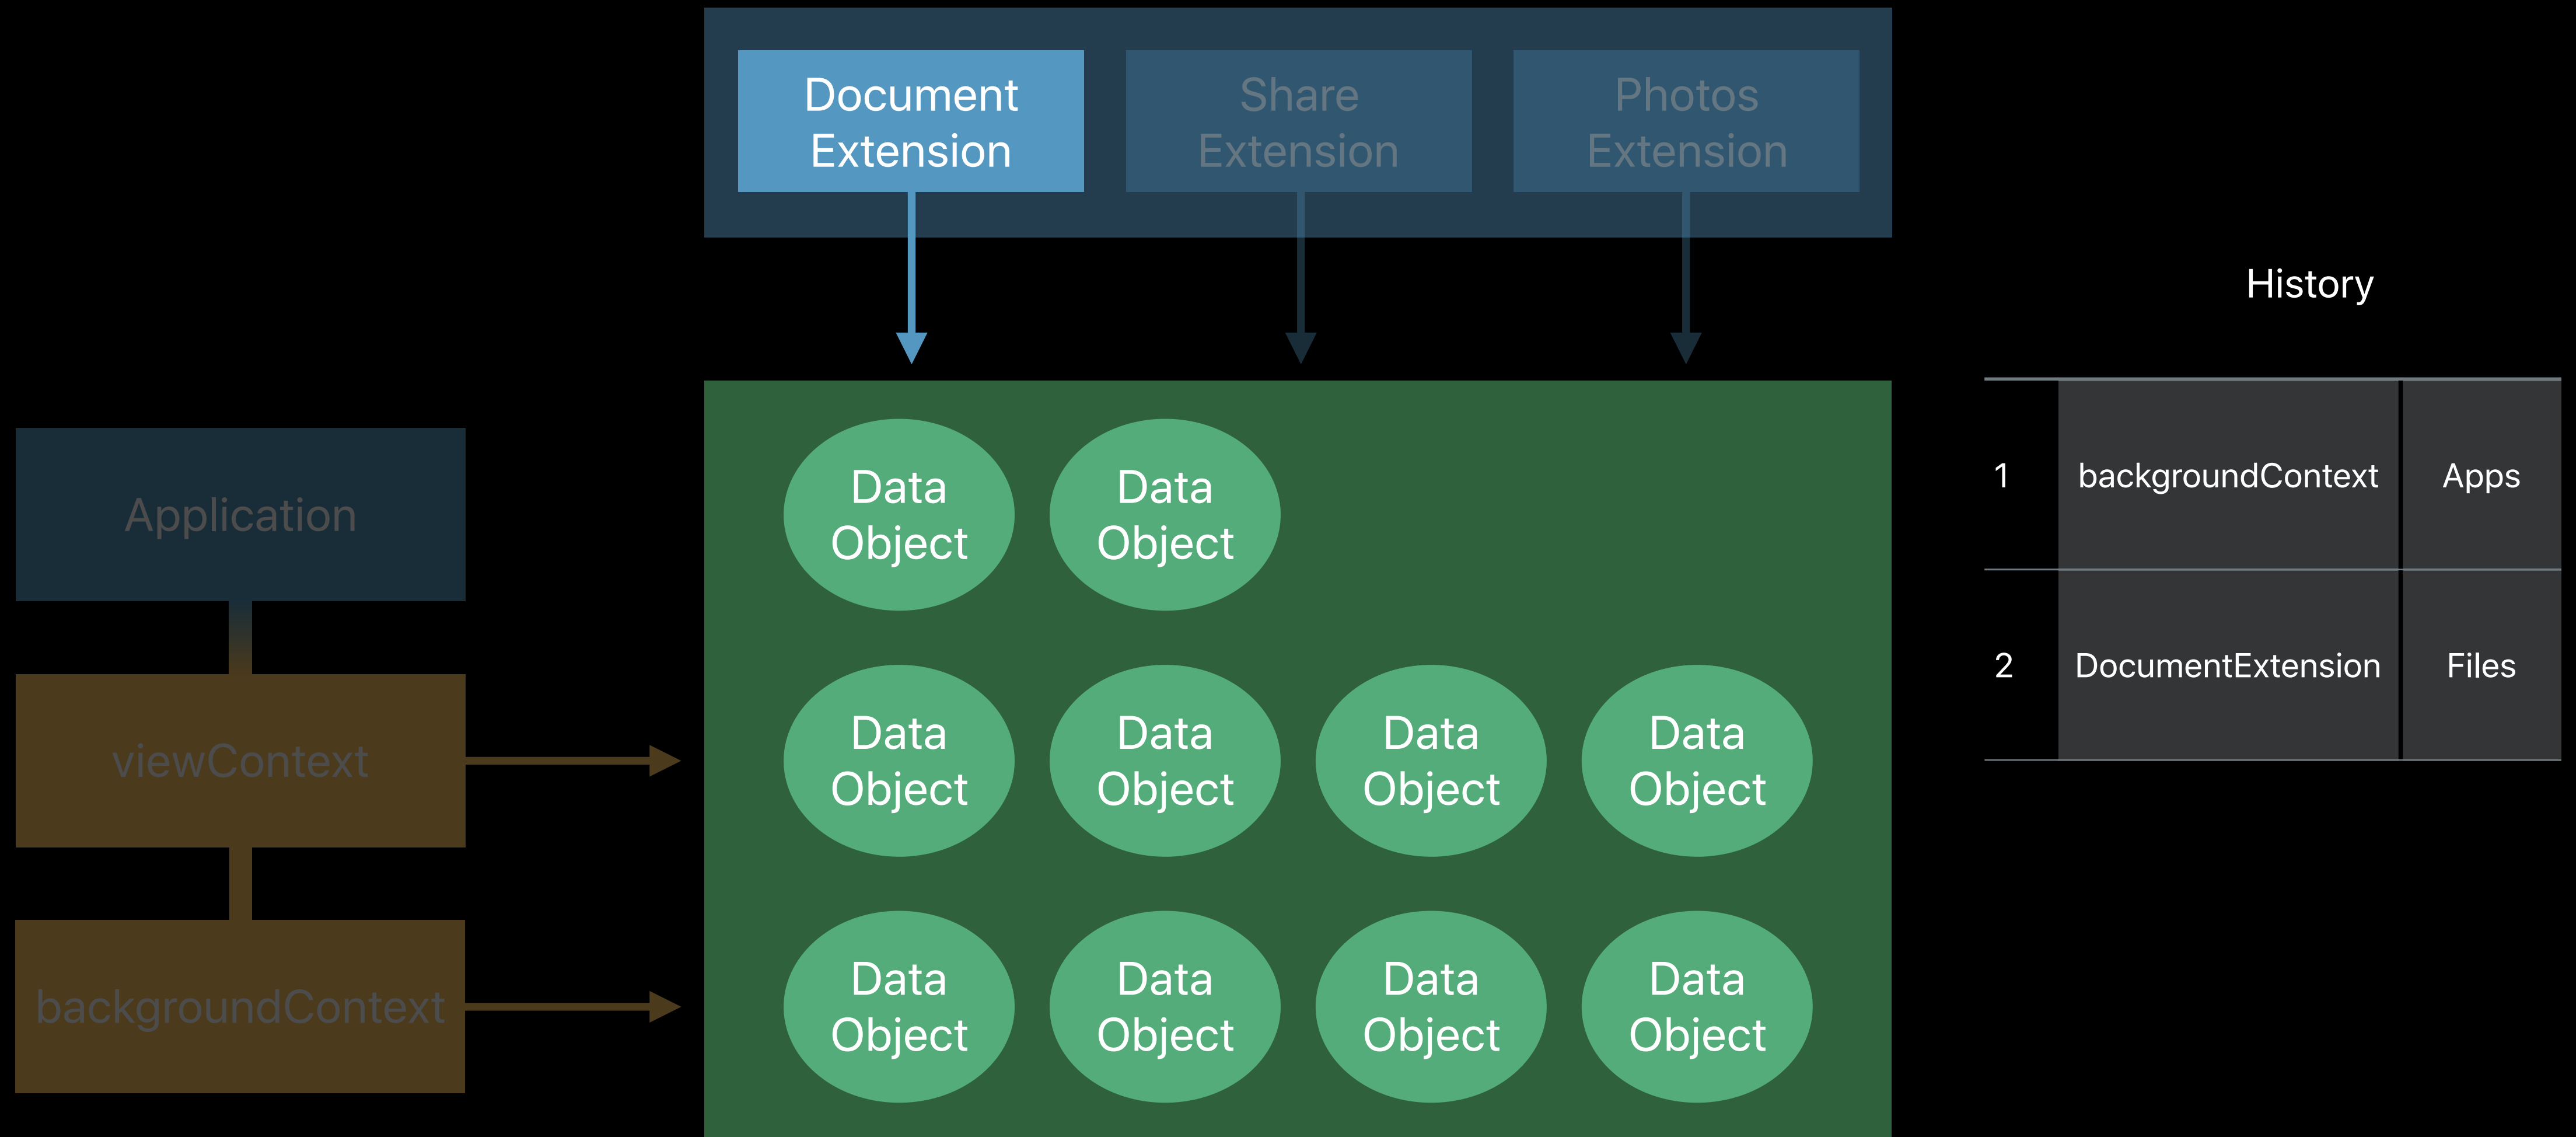 Document
Extension
Share
Extension
Photos
Extension
History
Application
viewContext
backgroundContext
Data
Object
Data
Object
Data
Object
Data
Object
Data
Object
Data
Object
Data
Object
Data
Object
Data
Object
Data
Object
1 backgroundContext Apps
2 DocumentExtension Files